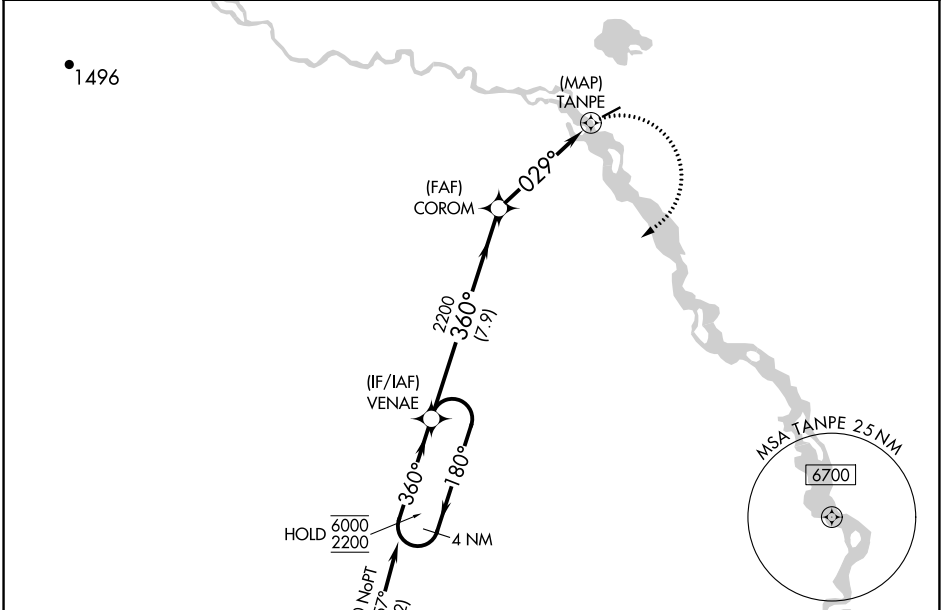 1496
(MAP)
TANPE
029°
(FAF)
COROM
2200
360°
(7.9)
(IF/IAF)
VENAE
360°
180°
HOLD 6000
2200
4 NM
NoPT
MSA TANPE 25 NM
6700